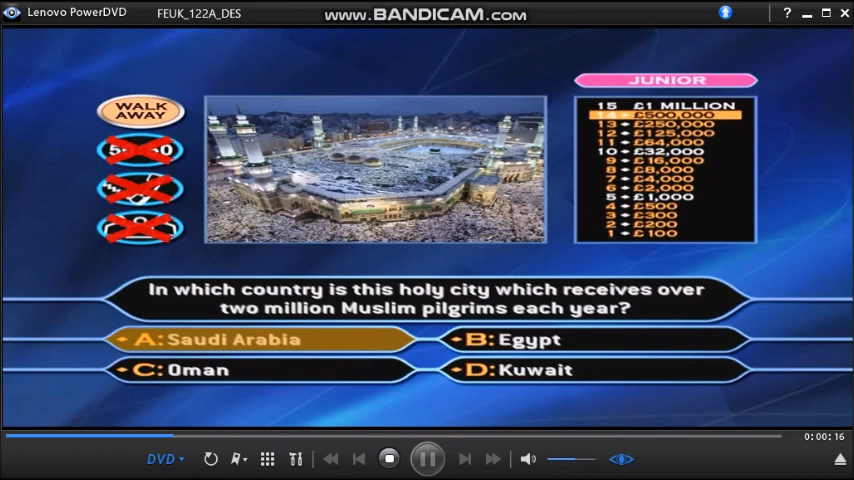 Lenovo PowerDVD
FEUK_122A_DES
www.BANDICAM.com
?
WALK
AWAY
JUNIOR
15 £1 MILLION
14 £500,000
13 £250,000
12 £125,000
11 £64,000
10 £32,000
9 £16,000
8 £8,000
7 £4,000
6 £2,000
5 £1,000
4 £500
3 £300
2 £200
1 £100
In which country is this holy city which receives over
two million Muslim pilgrims each year?
A: Saudi Arabia
B: Egypt
C: Oman
D: Kuwait
0:00:16
DVD